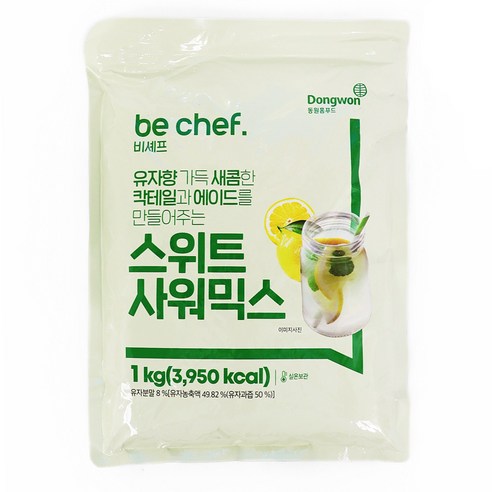 Dongwon
동원홈푸드
be chef.
비셰프
유자향 가득 새콤한
칵테일과 에이드를
만들어주는
스위트
사워믹스
이미지사진
1 kg(3,950 kcal)
실온보관
유자분말 8 %[유자농축액 49.82 %(유자과즙 50 %)]